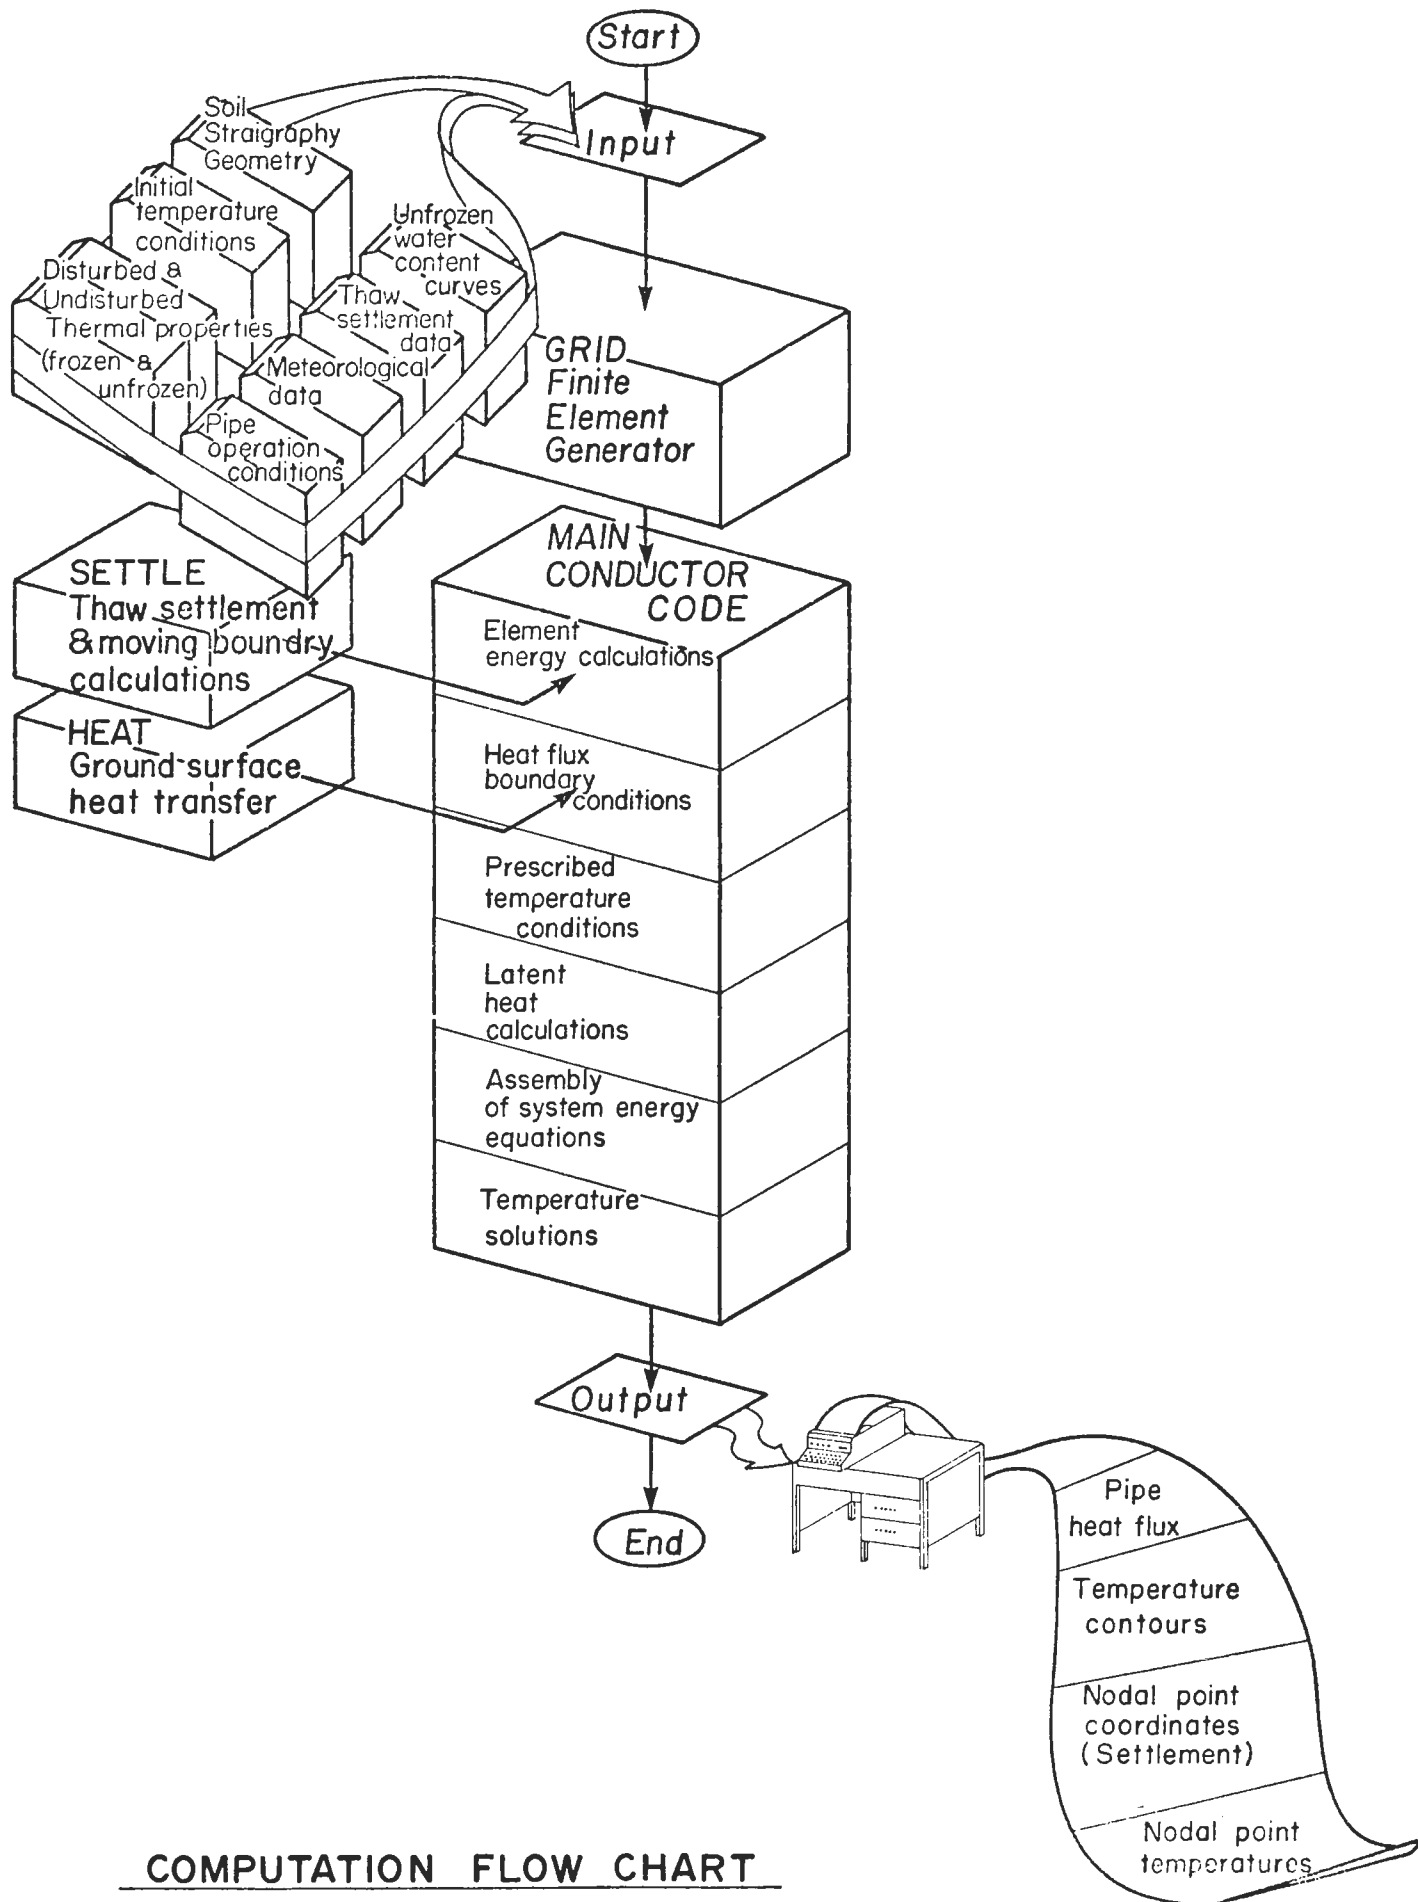 Start
Input
Soil
Straigraphy
Geometry
Initial
temperature
conditions
Disturbed &
Undisturbed
Thermal properties
(frozen &
unfrozen)
Unfrozen
water
content
curves
Thaw
settlement
data
Meteorological
data
Pipe
operation
conditions
GRID
Finite
Element
Generator
SETTLE
Thaw settlement
& moving boundry
calculations
HEAT
Ground surface
heat transfer
MAIN
CONDUCTOR
CODE
Element
energy calculations
Heat flux
boundary
conditions
Prescribed
temperature
conditions
Latent
heat
calculations
Assembly
of system energy
equations
Temperature
solutions
Output
End
Pipe
heat flux
Temperature
contours
Nodal point
coordinates
(Settlement)
Nodal point
temperatures
COMPUTATION FLOW CHART